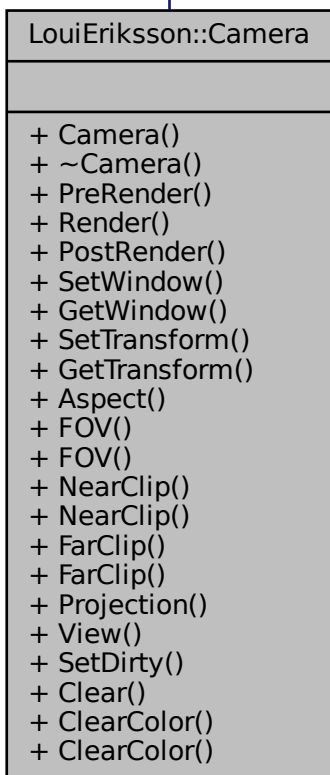 LouiEriksson::Camera
+ Camera()
+ ~Camera()
+ PreRender()
+ Render()
+ PostRender()
+ SetWindow()
+ GetWindow()
+ SetTransform()
+ GetTransform()
+ Aspect()
+ FOV()
+ FOV()
+ NearClip()
+ NearClip()
+ FarClip()
+ FarClip()
+ Projection()
+ View()
+ SetDirty()
+ Clear()
+ ClearColor()
+ ClearColor()